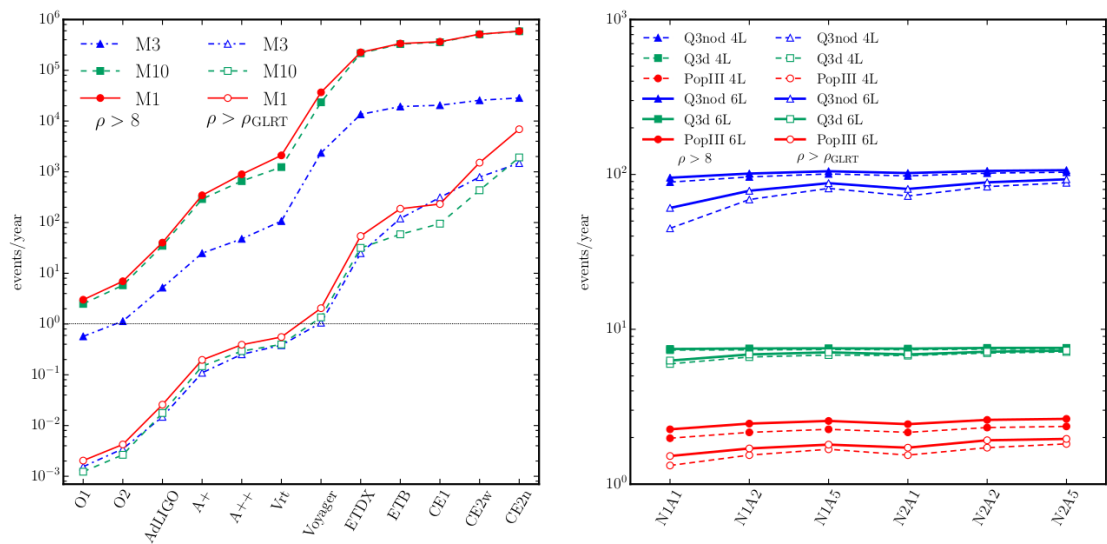 10^6
10^5
10^4
10^3
10^2
10^1
10^0
10^{-1}
10^{-2}
10^{-3}
events/year
M3 M3
M10 M10
M1 M1
ρ > 8 ρ > ρ_GLRT
O1 O2 AdLIGO A+ A++ Vrt Voyager ETDX ETB CE1 CE2w CE2n
10^3
10^2
10^1
10^0
events/year
Q3nod 4L Q3nod 4L
Q3d 4L Q3d 4L
PopIII 4L PopIII 4L
Q3nod 6L Q3nod 6L
Q3d 6L Q3d 6L
PopIII 6L PopIII 6L
ρ > 8 ρ > ρ_GLRT
N1A1 N1A2 N1A5 N2A1 N2A2 N2A5